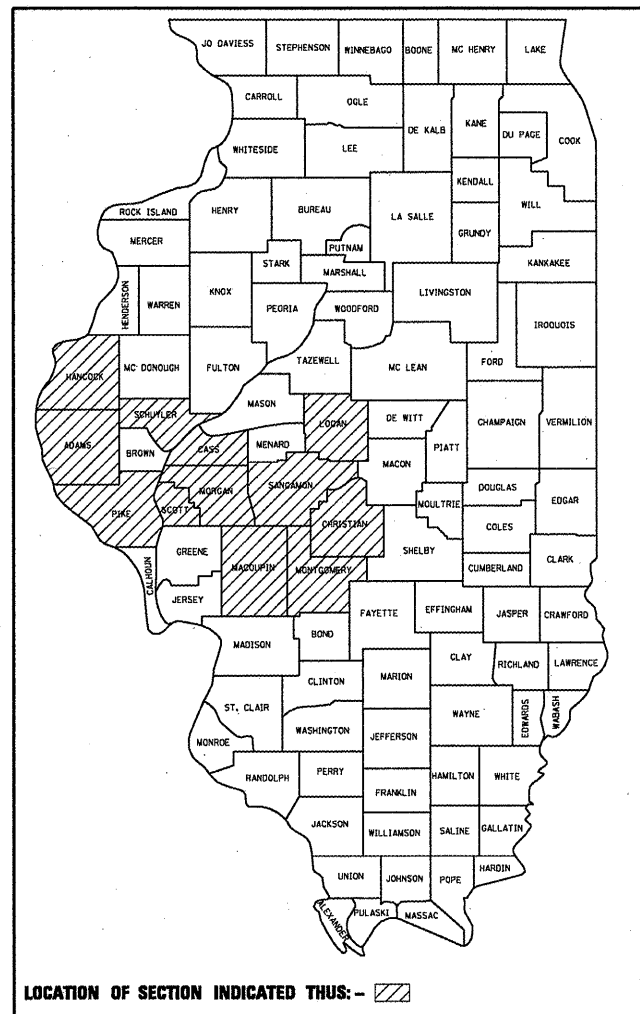 JO DAVIESS
STEPHENSON
WINNEBAGO
BOONE
MC HENRY
LAKE
CARROLL
OGLE
DE KALB
KANE
DU PAGE
COOK
WHITESIDE
LEE
KENDALL
WILL
ROCK ISLAND
HENRY
BUREAU
LA SALLE
GRUNDY
MERCER
PUTNAM
STARK
MARSHALL
KANKAKEE
HENDERSON
WARREN
KNOX
PEORIA
WOODFORD
LIVINGSTON
IROQUOIS
HANCOCK
MC DONOUGH
FULTON
TAZEWELL
MC LEAN
FORD
MASON
SCHUYLER
LOGAN
DE WITT
CHAMPAIGN
VERMILION
ADAMS
BROWN
CASS
MENARD
MACON
PIATT
PIKE
SCOTT
MORGAN
SANGAMON
CHRISTIAN
MOULTRIE
DOUGLAS
COLES
EDGAR
CALHOUN
GREENE
MACOUPIN
MONTGOMERY
SHELBY
CUMBERLAND
CLARK
JERSEY
FAYETTE
EFFINGHAM
JASPER
CRAWFORD
MADISON
BOND
CLAY
RICHLAND
LAWRENCE
CLINTON
MARION
ST. CLAIR
WAYNE
EDWARDS
WABASH
MONROE
WASHINGTON
JEFFERSON
RANDOLPH
PERRY
FRANKLIN
HAMILTON
WHITE
JACKSON
WILLIAMSON
SALINE
GALLATIN
UNION
JOHNSON
POPE
HARDIN
ALEXANDER
PULASKI
MASSAC
LOCATION OF SECTION INDICATED THUS: -